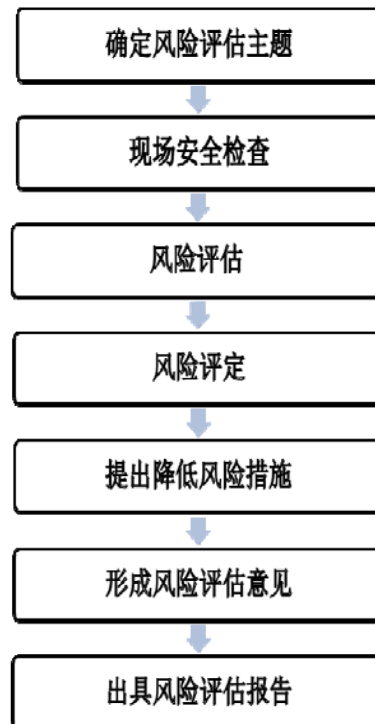 确定风险评估主题
现场安全检查
风险评估
风险评定
提出降低风险措施
形成风险评估意见
出具风险评估报告